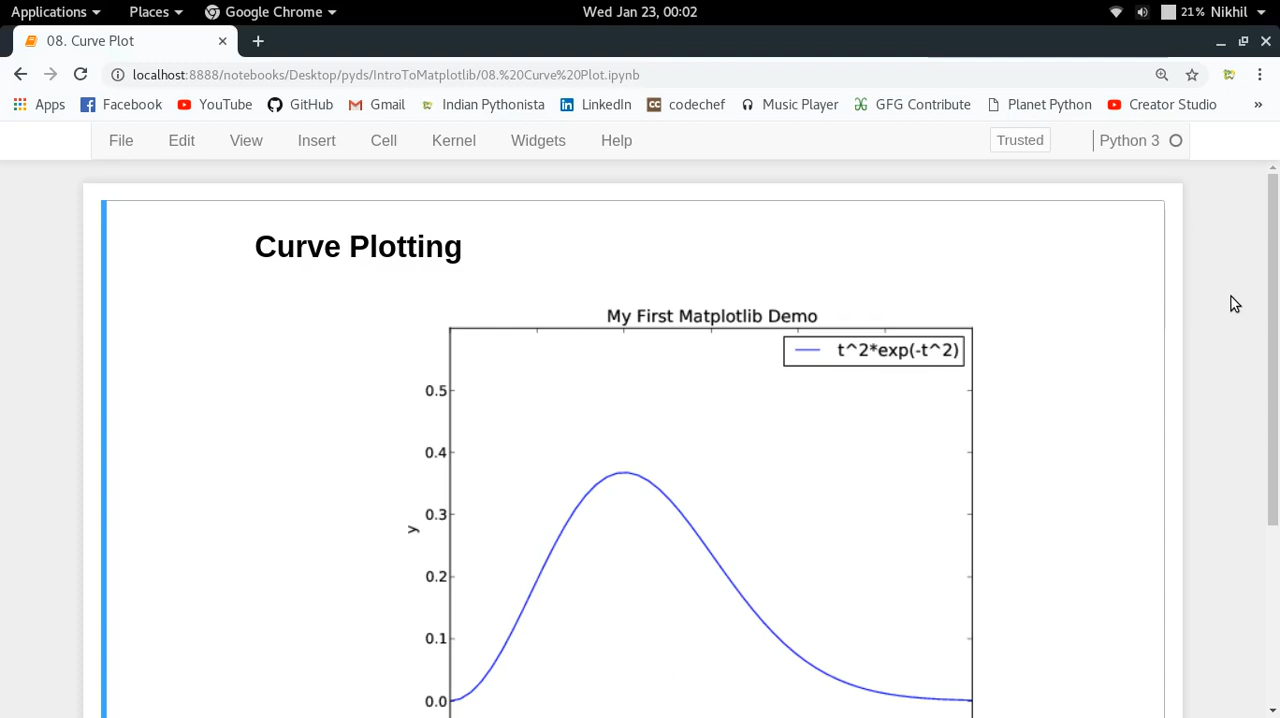 Applications Places Google Chrome Wed Jan 23, 00:02 21% Nikhil
08. Curve Plot
localhost:8888/notebooks/Desktop/pyds/IntroToMatplotlib/08.%20Curve%20Plot.ipynb
Apps Facebook YouTube GitHub Gmail Indian Pythonista LinkedIn CC codechef Music Player GFG Contribute Planet Python Creator Studio »
File Edit View Insert Cell Kernel Widgets Help Trusted Python 3
Curve Plotting
My First Matplotlib Demo
t^2*exp(-t^2)
0.5
0.4
0.3
y
0.2
0.1
0.0